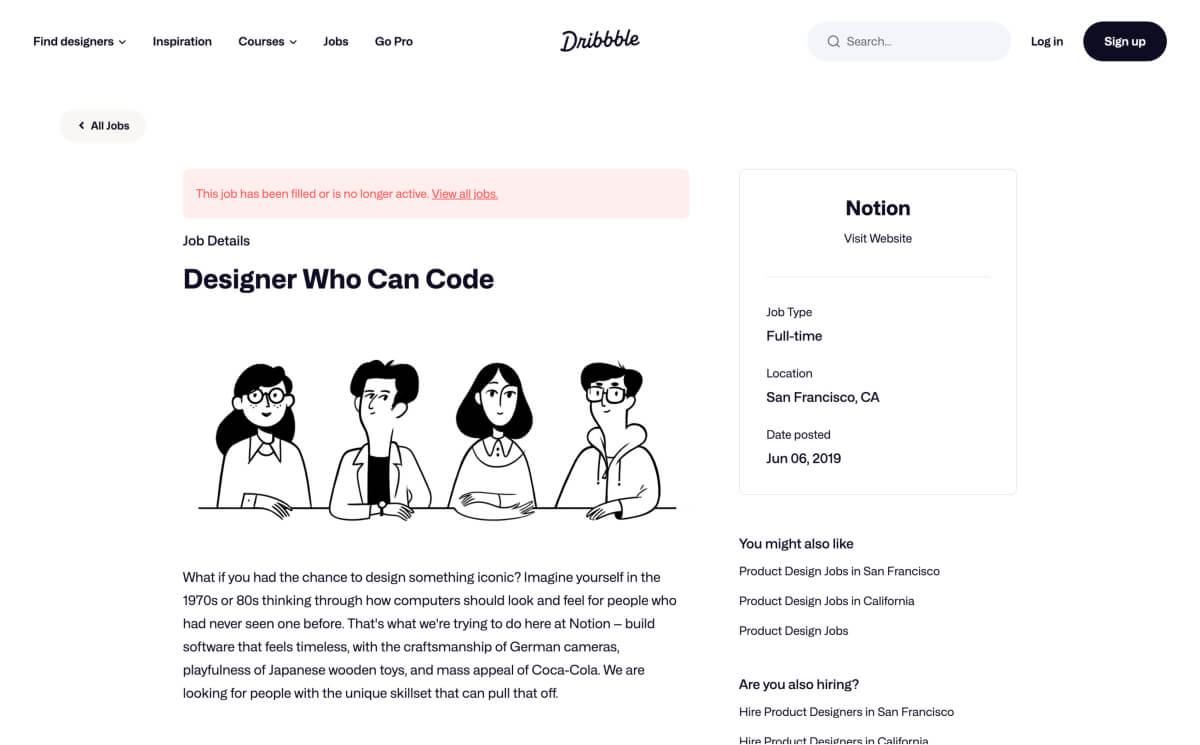 Find designers
Inspiration
Courses
Jobs
Go Pro
Dribbble
Search...
Log in
Sign up
All Jobs
This job has been filled or is no longer active. View all jobs.
Job Details
Designer Who Can Code
What if you had the chance to design something iconic? Imagine yourself in the
1970s or 80s thinking through how computers should look and feel for people who
had never seen one before. That's what we're trying to do here at Notion – build
software that feels timeless, with the craftsmanship of German cameras,
playfulness of Japanese wooden toys, and mass appeal of Coca-Cola. We are
looking for people with the unique skillset that can pull that off.
Notion
Visit Website
Job Type
Full-time
Location
San Francisco, CA
Date posted
Jun 06, 2019
You might also like
Product Design Jobs in San Francisco
Product Design Jobs in California
Product Design Jobs
Are you also hiring?
Hire Product Designers in San Francisco
Hire Product Designers in California